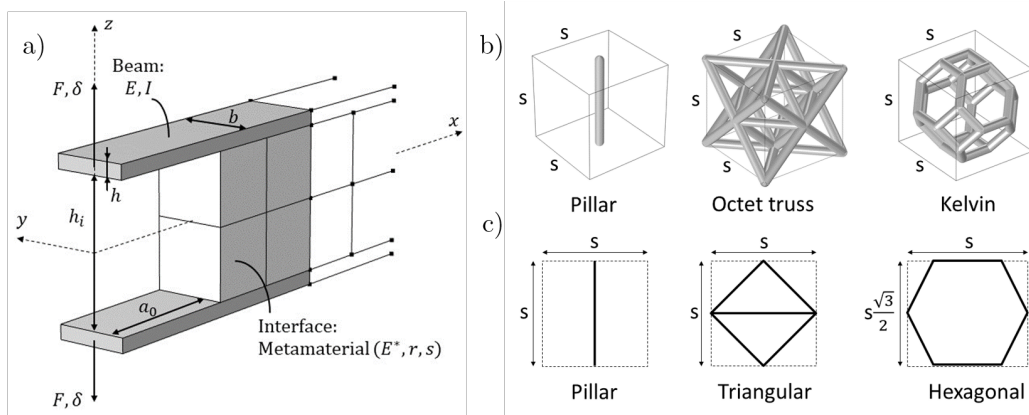 a)
z
F, δ
Beam:
E, I
b
x
h
h_i
y
a_0
Interface:
Metamaterial (E*, r, s)
F, δ
b)
s
s
s
Pillar
s
s
s
Octet truss
s
s
s
Kelvin
c)
s
s
Pillar
s
s
Triangular
s
s √3/2
Hexagonal